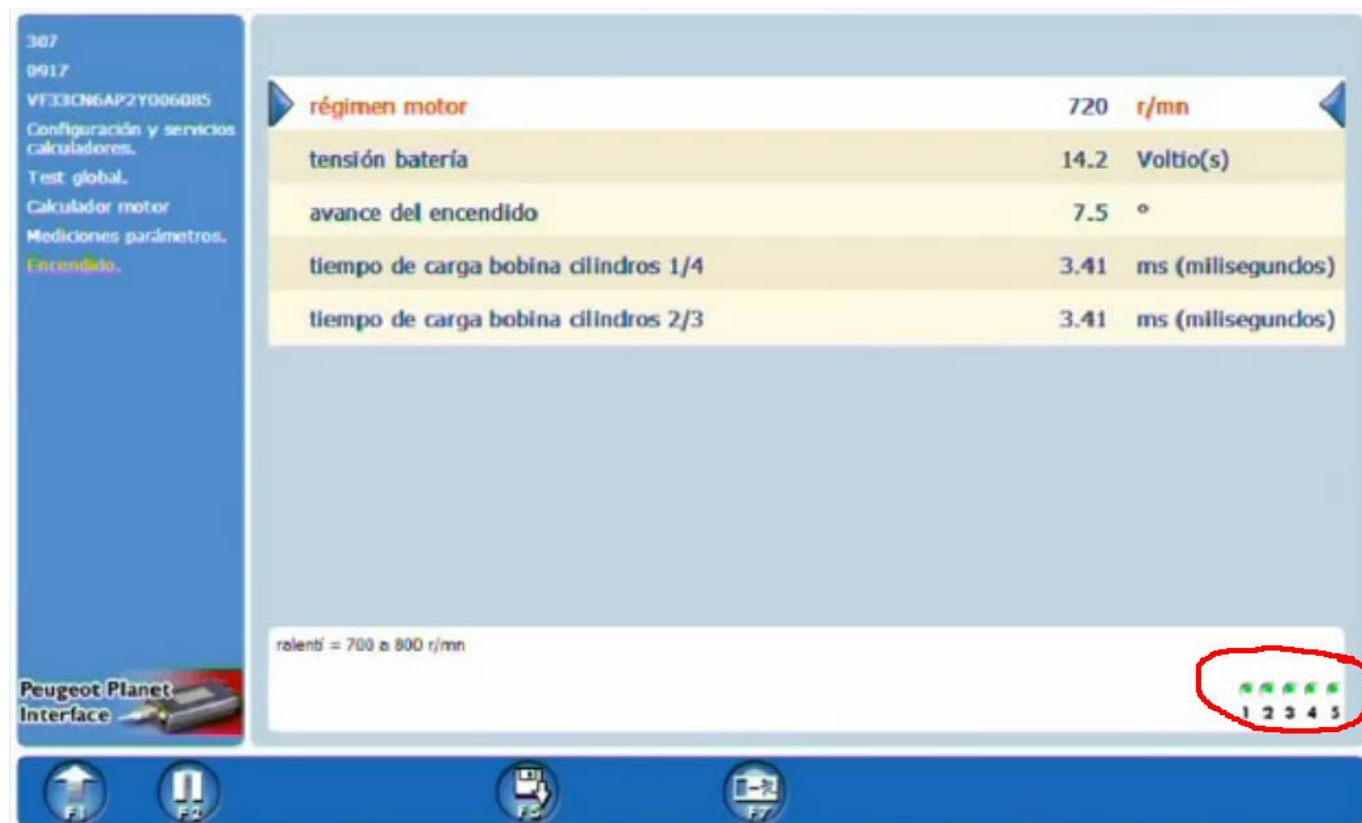 307
0917
VF33CN6AP2Y006085
Configuración y servicios
calculadores.
Test global.
Calculador motor
Mediciones parámetros.
Encendido.
régimen motor 720 r/mn
tensión batería 14.2 Voltio(s)
avance del encendido 7.5 º
tiempo de carga bobina cilindros 1/4 3.41 ms (milisegundos)
tiempo de carga bobina cilindros 2/3 3.41 ms (milisegundos)
ralentí = 700 a 800 r/mn
1 2 3 4 5
Peugeot Planet
Interface
F1 F2 F7